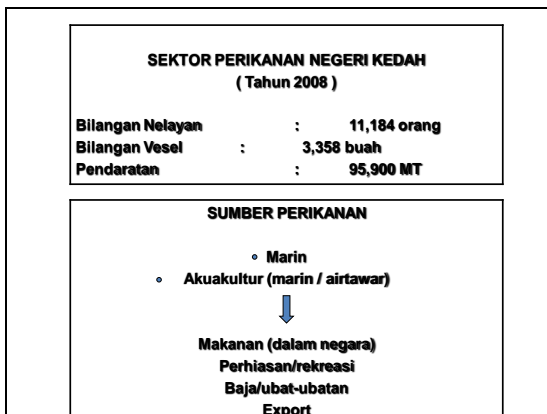 SEKTOR PERIKANAN NEGERI KEDAH
( Tahun 2008 )
Bilangan Nelayan : 11,184 orang
Bilangan Vesel : 3,358 buah
Pendaratan : 95,900 MT
SUMBER PERIKANAN
• Marin
• Akuakultur (marin / airtawar)
Makanan (dalam negara)
Perhiasan/rekreasi
Baja/ubat-ubatan
Export